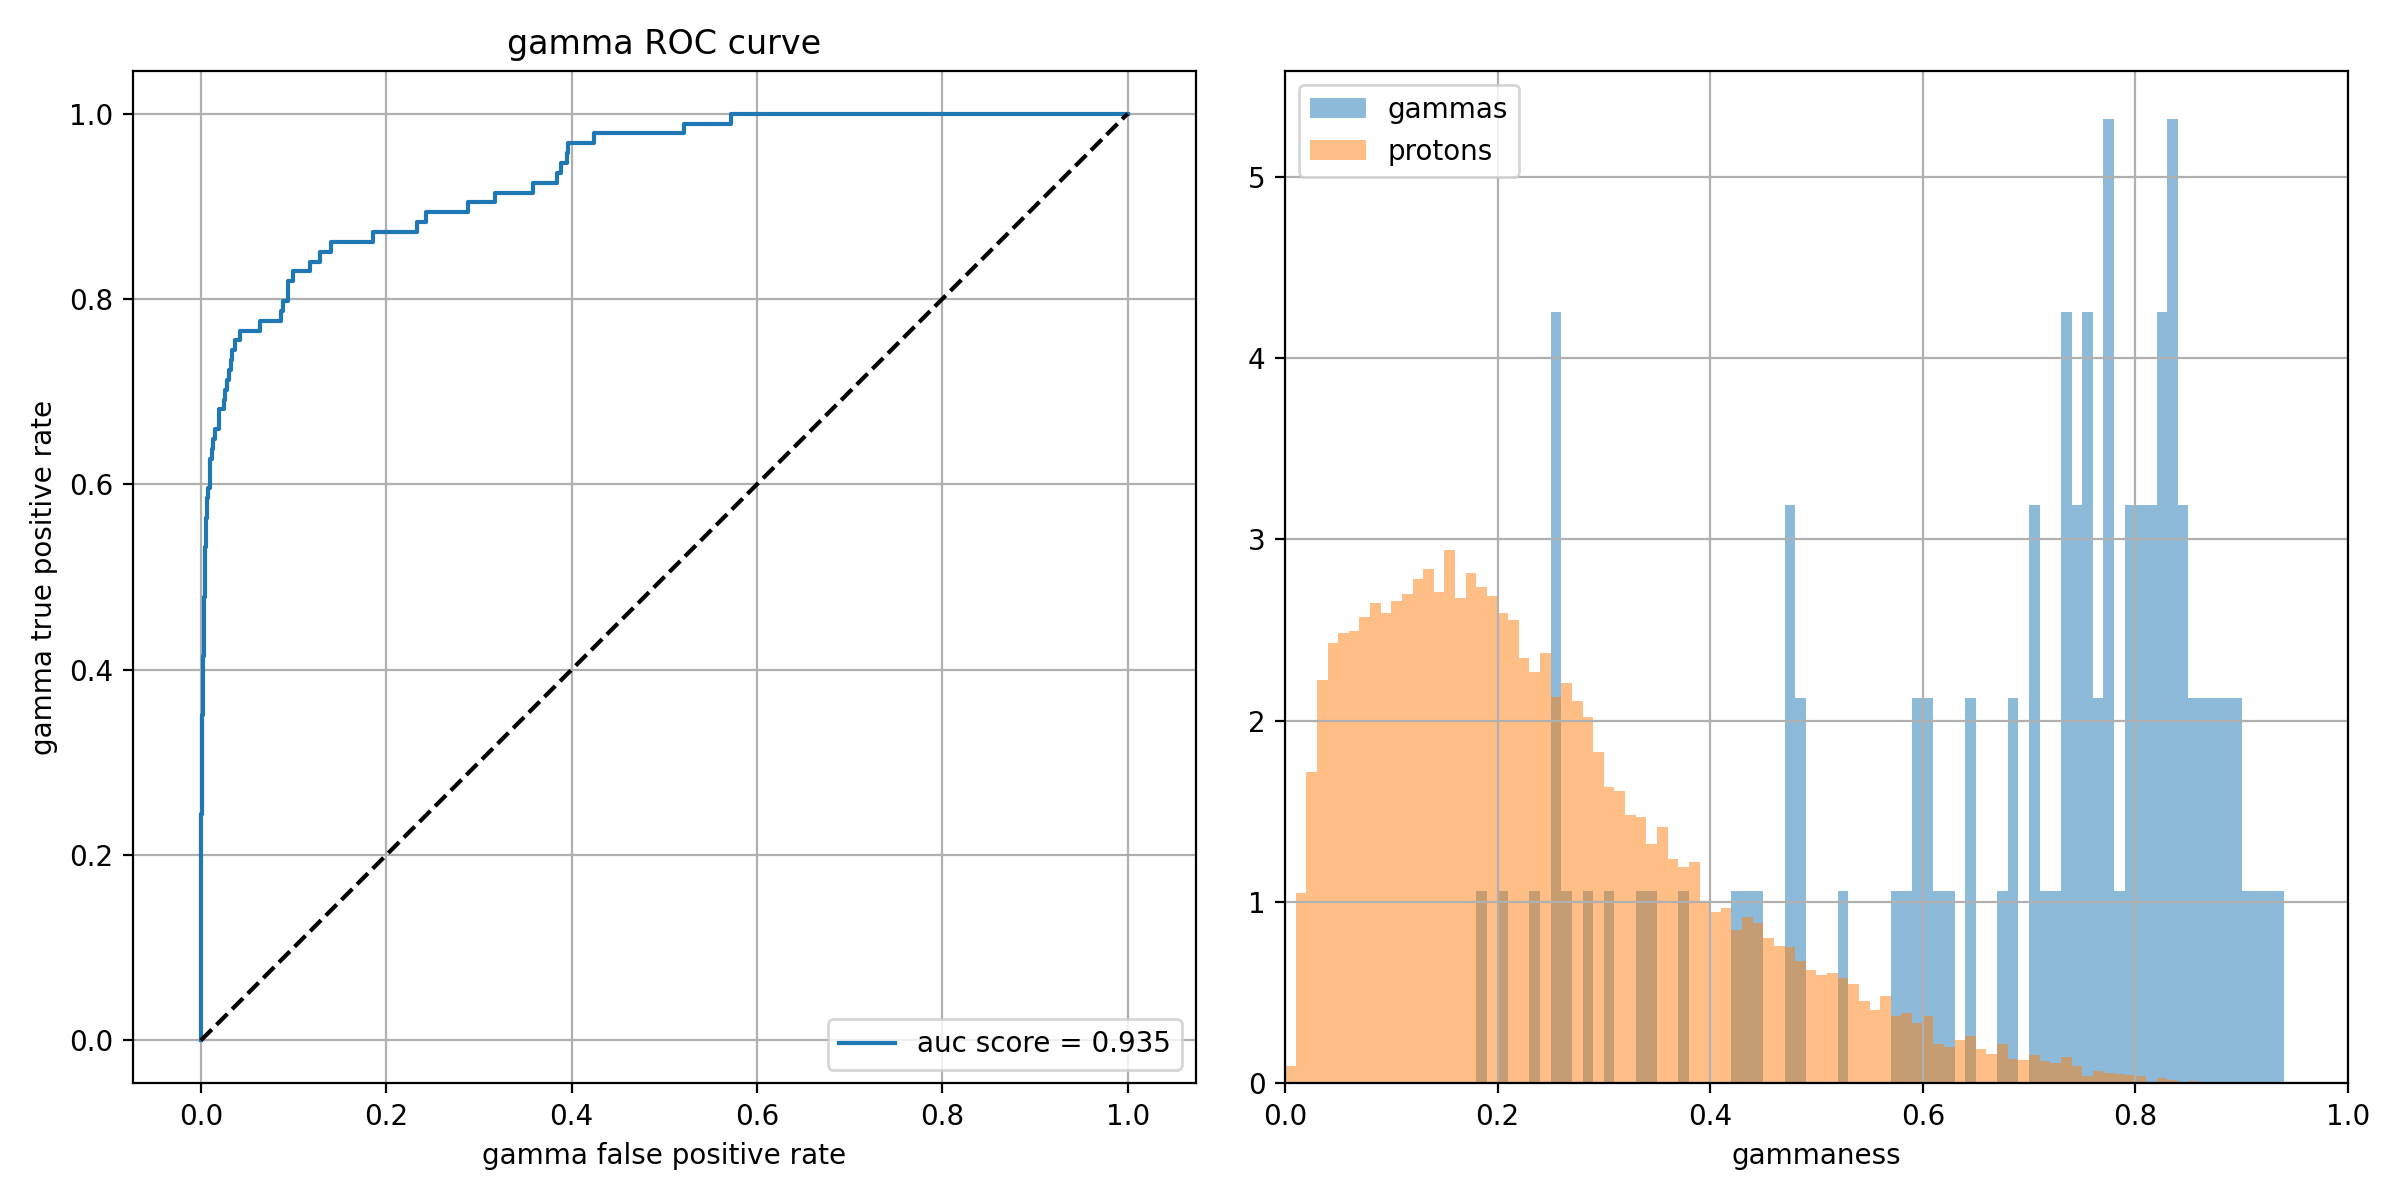 gamma ROC curve
1.0
0.8
0.6
0.4
0.2
0.0
gamma true positive rate
0.0 0.2 0.4 0.6 0.8 1.0
gamma false positive rate
auc score = 0.935
gammas
protons
5
4
3
2
1
0
0.0 0.2 0.4 0.6 0.8 1.0
gammaness